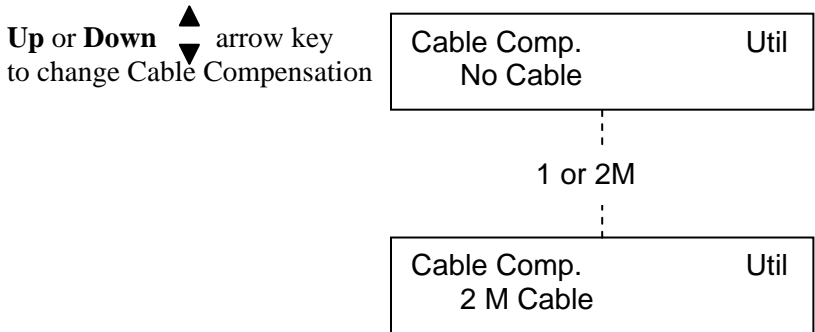 Up or Down arrow key
to change Cable Compensation
Cable Comp. Util
No Cable
1 or 2M
Cable Comp. Util
2 M Cable